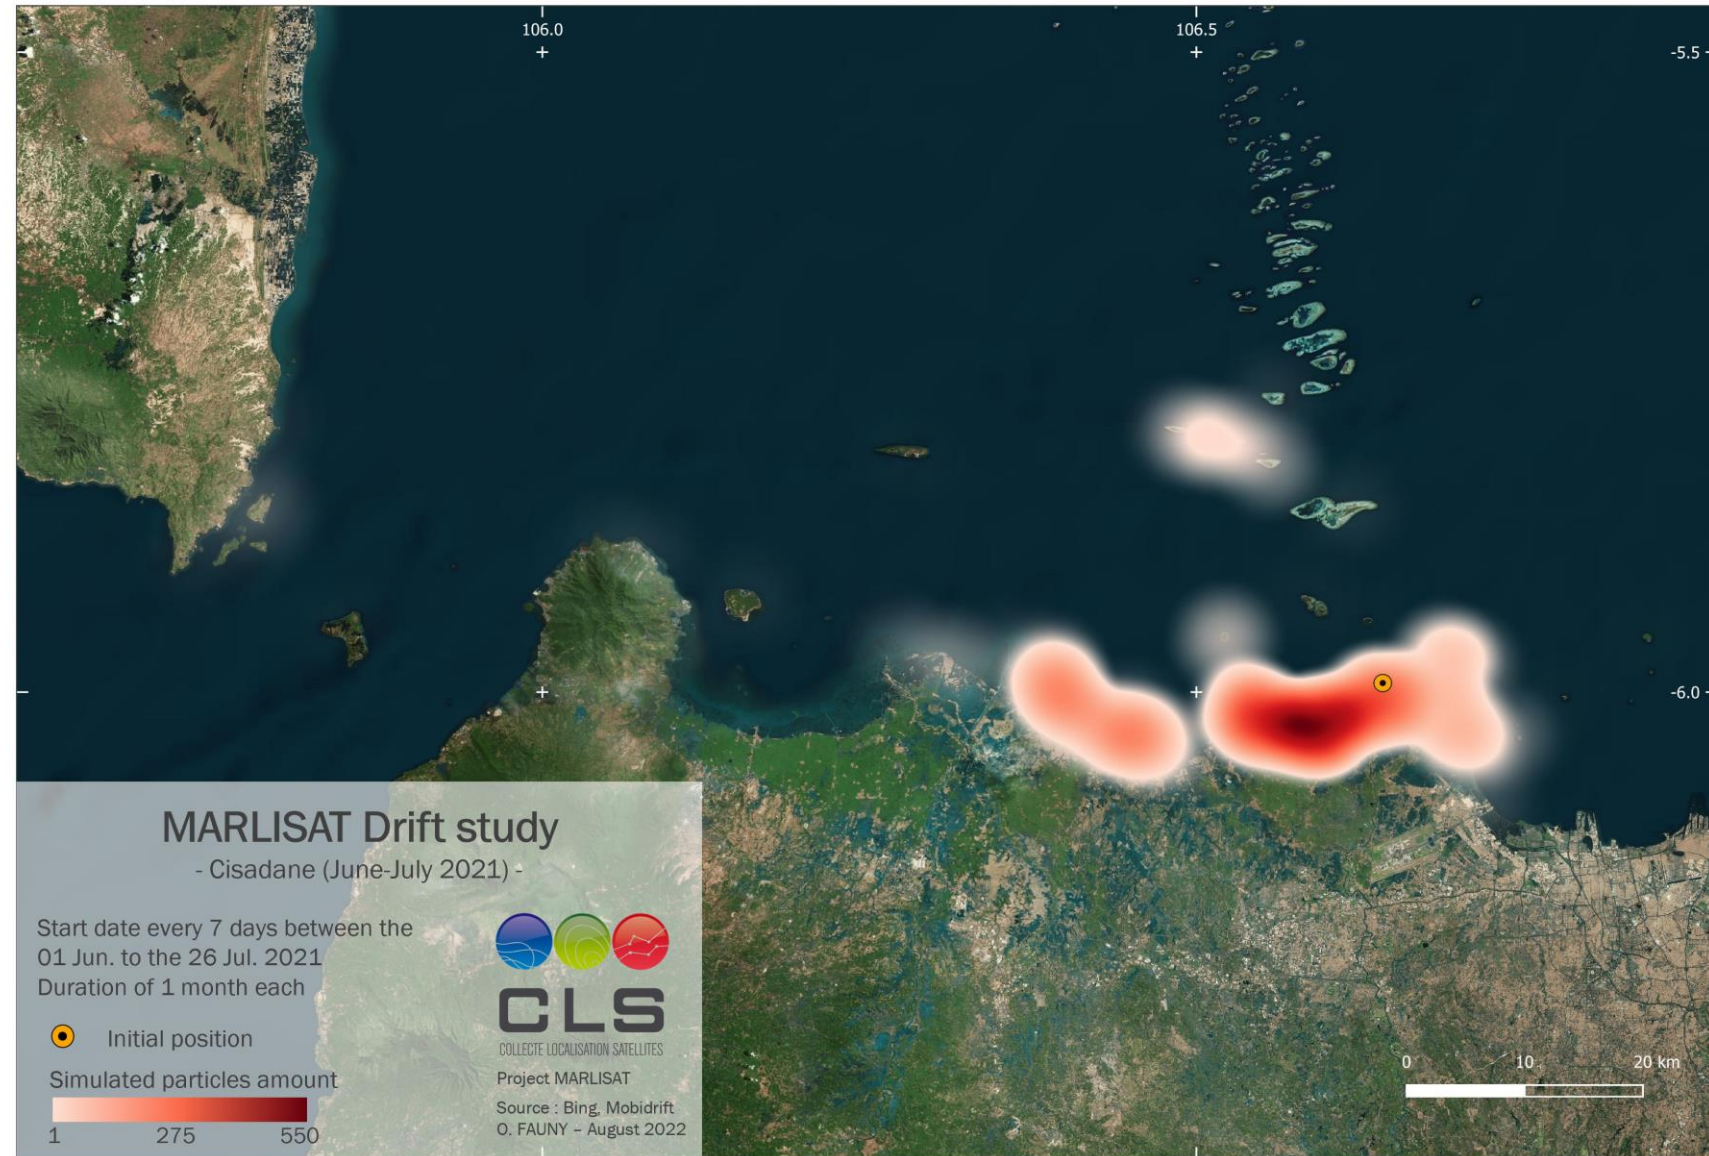 106.0
106.5
-5.5
-6.0
MARLISAT Drift study
- Cisadane (June-July 2021) -
Start date every 7 days between the
01 Jun. to the 26 Jul. 2021
Duration of 1 month each
Initial position
Simulated particles amount
1 275 550
CLS
COLLECTE LOCALISATION SATELLITES
Project MARLISAT
Source : Bing, Mobidrift
O. FAUNY – August 2022
0 10 20 km